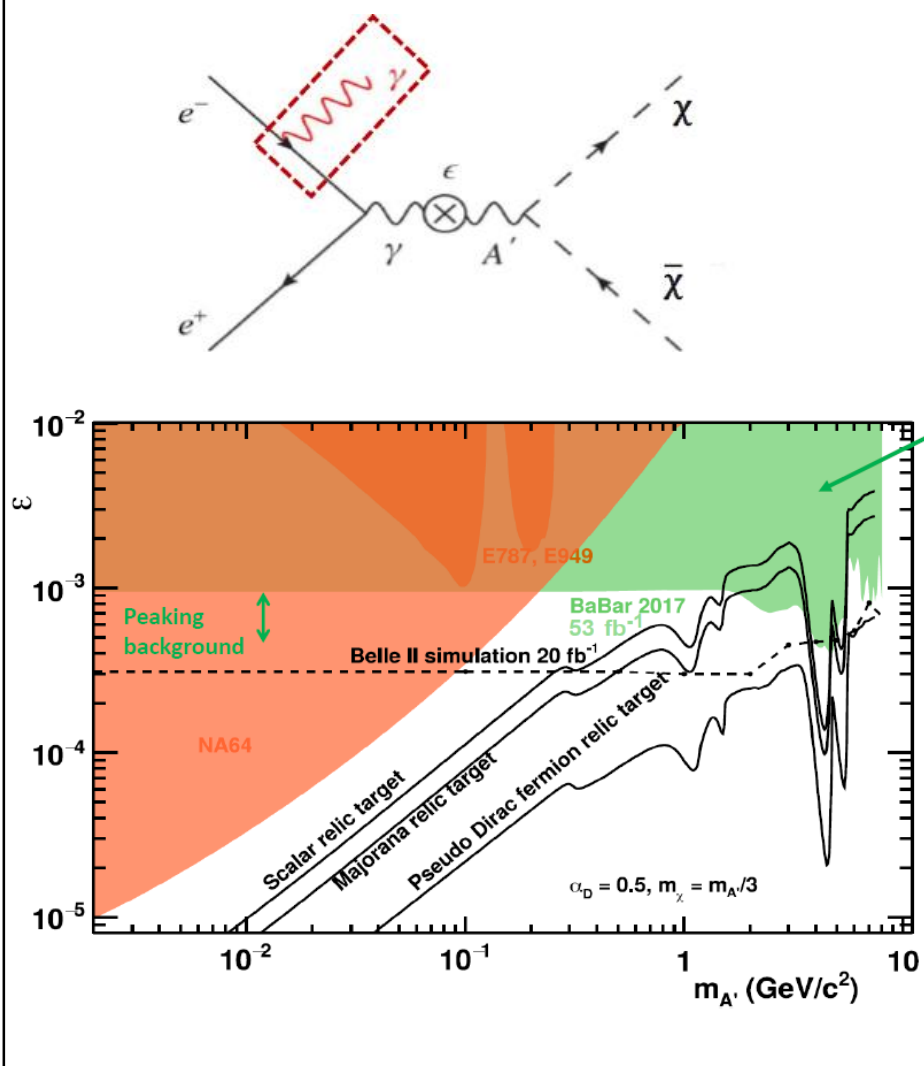 γ
e⁻
χ
ϵ
γ
A′
χ̄
e⁺
10⁻²
ε
E787, E949
10⁻³
Peaking
background
BaBar 2017
53 fb⁻¹
Belle II simulation 20 fb⁻¹
NA64
10⁻⁴
Scalar relic target
Majorana relic target
Pseudo Dirac fermion relic target
α_D = 0.5, m_χ = m_A'/3
10⁻⁵
10⁻² 10⁻¹ 1 10
m_A' (GeV/c²)